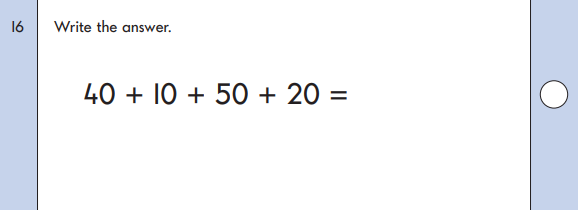 16 Write the answer.
40 + 10 + 50 + 20 =